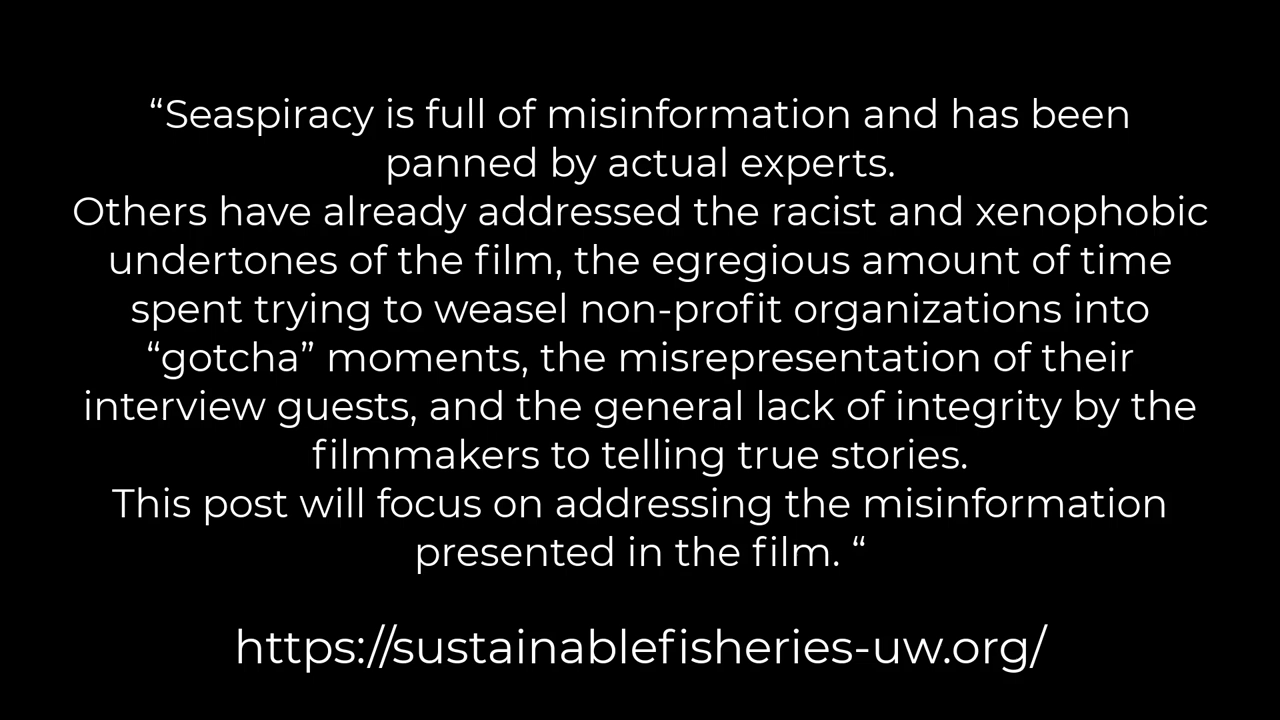 “Seaspiracy is full of misinformation and has been
panned by actual experts.
Others have already addressed the racist and xenophobic
undertones of the film, the egregious amount of time
spent trying to weasel non-profit organizations into
“gotcha” moments, the misrepresentation of their
interview guests, and the general lack of integrity by the
filmmakers to telling true stories.
This post will focus on addressing the misinformation
presented in the film. “
https://sustainablefisheries-uw.org/